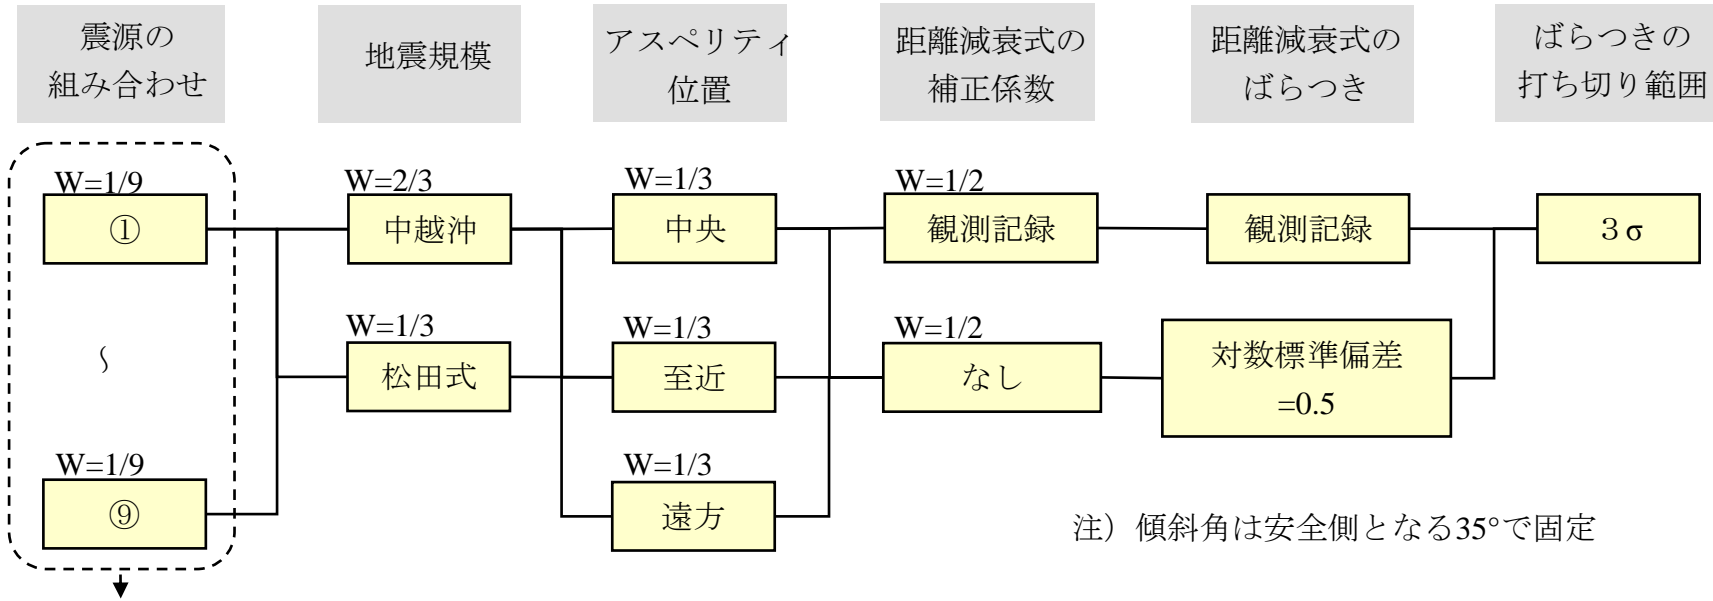 震源の
組み合わせ
地震規模
アスペリティ
位置
距離減衰式の
補正係数
距離減衰式の
ばらつき
ばらつきの
打ち切り範囲
W=1/9
①
～
W=1/9
⑨
W=2/3
中越沖
W=1/3
松田式
W=1/3
中央
W=1/3
至近
W=1/3
遠方
W=1/2
観測記録
W=1/2
なし
観測記録
対数標準偏差
=0.5
３σ
注）傾斜角は安全側となる35°で固定